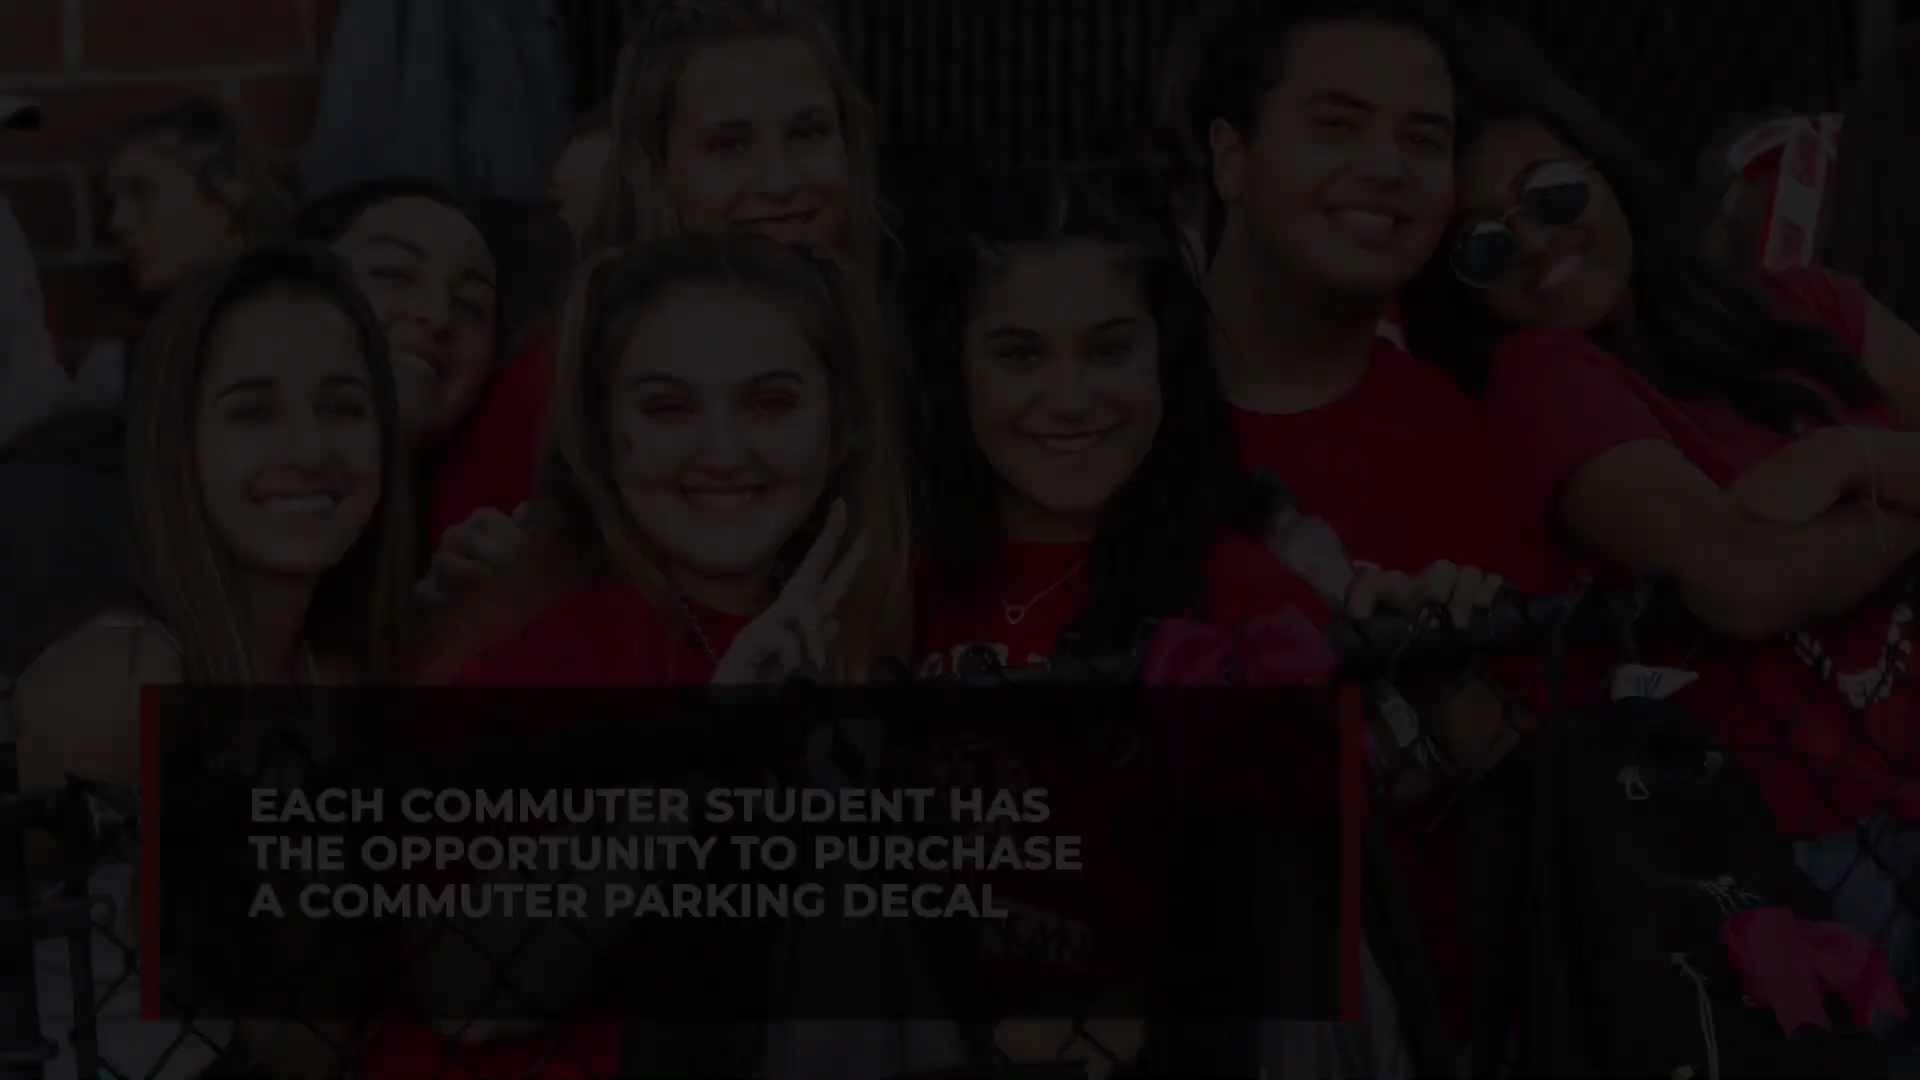 EACH COMMUTER STUDENT HAS
THE OPPORTUNITY TO PURCHASE
A COMMUTER PARKING DECAL